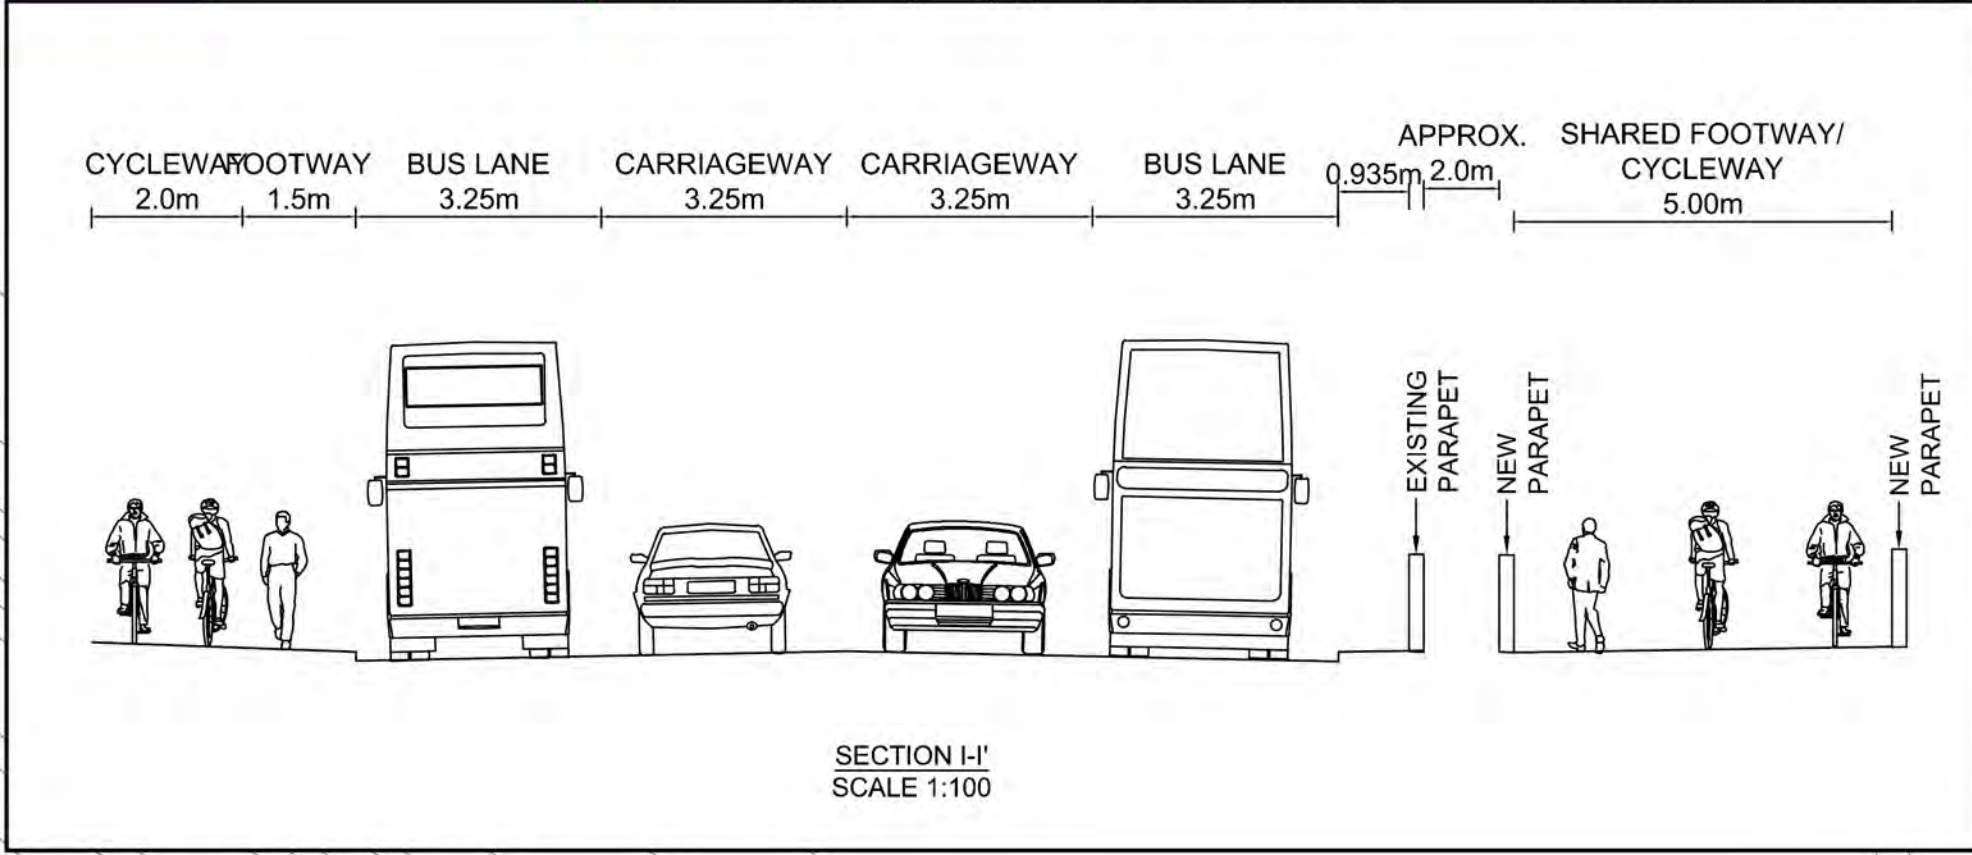 CYCLEWAY
2.0m
FOOTWAY
1.5m
BUS LANE
3.25m
CARRIAGEWAY
3.25m
CARRIAGEWAY
3.25m
BUS LANE
3.25m
0.935m
APPROX.
2.0m
SHARED FOOTWAY/
CYCLEWAY
5.00m
EXISTING
PARAPET
NEW
PARAPET
NEW
PARAPET
SECTION I-I'
SCALE 1:100